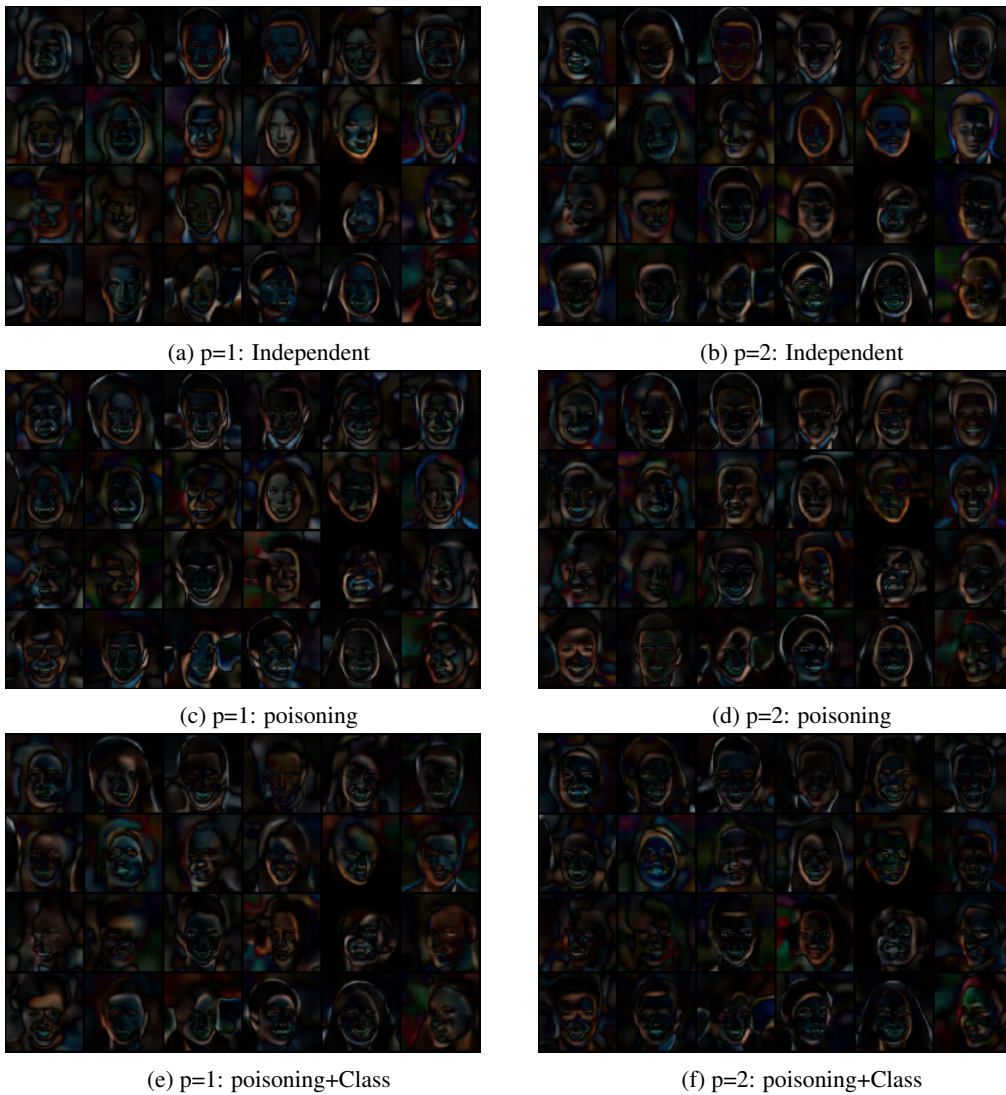 (a) p=1: Independent
(b) p=2: Independent
(c) p=1: poisoning
(d) p=2: poisoning
(e) p=1: poisoning+Class
(f) p=2: poisoning+Class